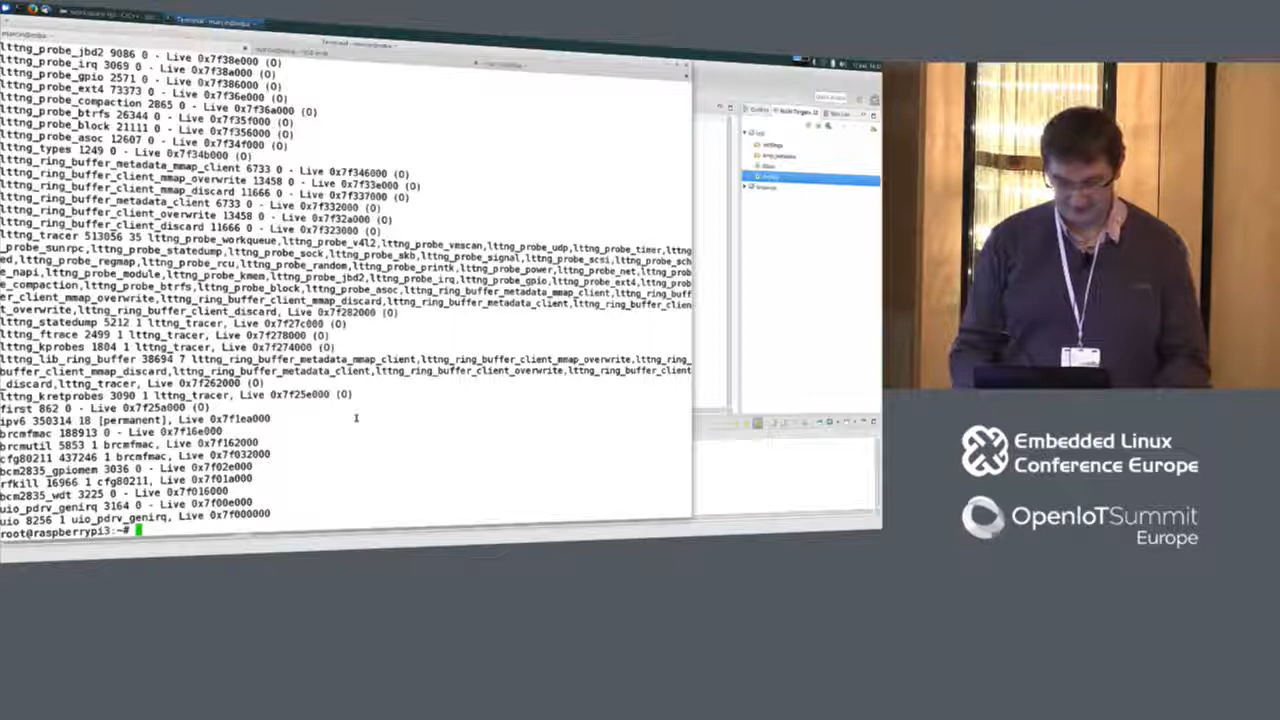 lttng_probe_jbd2 9086 0 - Live 0x7f38e000 (O)
lttng_probe_irq 3069 0 - Live 0x7f38a000 (O)
lttng_probe_gpio 2571 0 - Live 0x7f386000 (O)
lttng_probe_ext4 73373 0 - Live 0x7f36e000 (O)
lttng_probe_compaction 2865 0 - Live 0x7f36a000 (O)
lttng_probe_btrfs 26344 0 - Live 0x7f35f000 (O)
lttng_probe_block 21111 0 - Live 0x7f356000 (O)
lttng_probe_asoc 12607 0 - Live 0x7f34f000 (O)
lttng_types 1249 0 - Live 0x7f34b000 (O)
lttng_ring_buffer_metadata_mmap_client 6733 0 - Live 0x7f346000 (O)
lttng_ring_buffer_client_mmap_overwrite 13458 0 - Live 0x7f33e000 (O)
lttng_ring_buffer_client_mmap_discard 11666 0 - Live 0x7f337000 (O)
lttng_ring_buffer_metadata_client 6733 0 - Live 0x7f332000 (O)
lttng_ring_buffer_client_overwrite 13458 0 - Live 0x7f32a000 (O)
lttng_ring_buffer_client_discard 11666 0 - Live 0x7f323000 (O)
lttng_tracer 513056 35 lttng_probe_workqueue,lttng_probe_v4l2,lttng_probe_vmscan,lttng_probe_udp,lttng_probe_timer,lttng
_probe_sunrpc,lttng_probe_statedump,lttng_probe_sock,lttng_probe_skb,lttng_probe_signal,lttng_probe_scsi,lttng_probe_sch
ed,lttng_probe_regmap,lttng_probe_rcu,lttng_probe_random,lttng_probe_printk,lttng_probe_power,lttng_probe_net,lttng_prob
e_napi,lttng_probe_module,lttng_probe_kmem,lttng_probe_jbd2,lttng_probe_irq,lttng_probe_gpio,lttng_probe_ext4,lttng_prob
e_compaction,lttng_probe_btrfs,lttng_probe_block,lttng_probe_asoc,lttng_ring_buffer_metadata_mmap_client,lttng_ring_buff
er_client_mmap_overwrite,lttng_ring_buffer_client_mmap_discard,lttng_ring_buffer_metadata_client,lttng_ring_buffer_clien
t_overwrite,lttng_ring_buffer_client_discard, Live 0x7f282000 (O)
lttng_statedump 5212 1 lttng_tracer, Live 0x7f27c000 (O)
lttng_ftrace 2499 1 lttng_tracer, Live 0x7f278000 (O)
lttng_kprobes 1804 1 lttng_tracer, Live 0x7f274000 (O)
lttng_lib_ring_buffer 38694 7 lttng_ring_buffer_metadata_mmap_client,lttng_ring_buffer_client_mmap_overwrite,lttng_ring_
buffer_client_mmap_discard,lttng_ring_buffer_metadata_client,lttng_ring_buffer_client_overwrite,lttng_ring_buffer_client
_discard,lttng_tracer, Live 0x7f262000 (O)
lttng_kretprobes 3090 1 lttng_tracer, Live 0x7f25e000 (O)
first 862 0 - Live 0x7f25a000 (O)
ipv6 350314 18 [permanent], Live 0x7f1ea000
brcmfmac 188913 0 - Live 0x7f16e000
brcmutil 5853 1 brcmfmac, Live 0x7f162000
cfg80211 437246 1 brcmfmac, Live 0x7f032000
bcm2835_gpiomem 3036 0 - Live 0x7f02e000
rfkill 16966 1 cfg80211, Live 0x7f01a000
bcm2835_wdt 3225 0 - Live 0x7f016000
uio_pdrv_genirq 3164 0 - Live 0x7f00e000
uio 8256 1 uio_pdrv_genirq, Live 0x7f000000
root@raspberrypi3:~#
Embedded Linux
Conference Europe
OpenIoTSummit
Europe